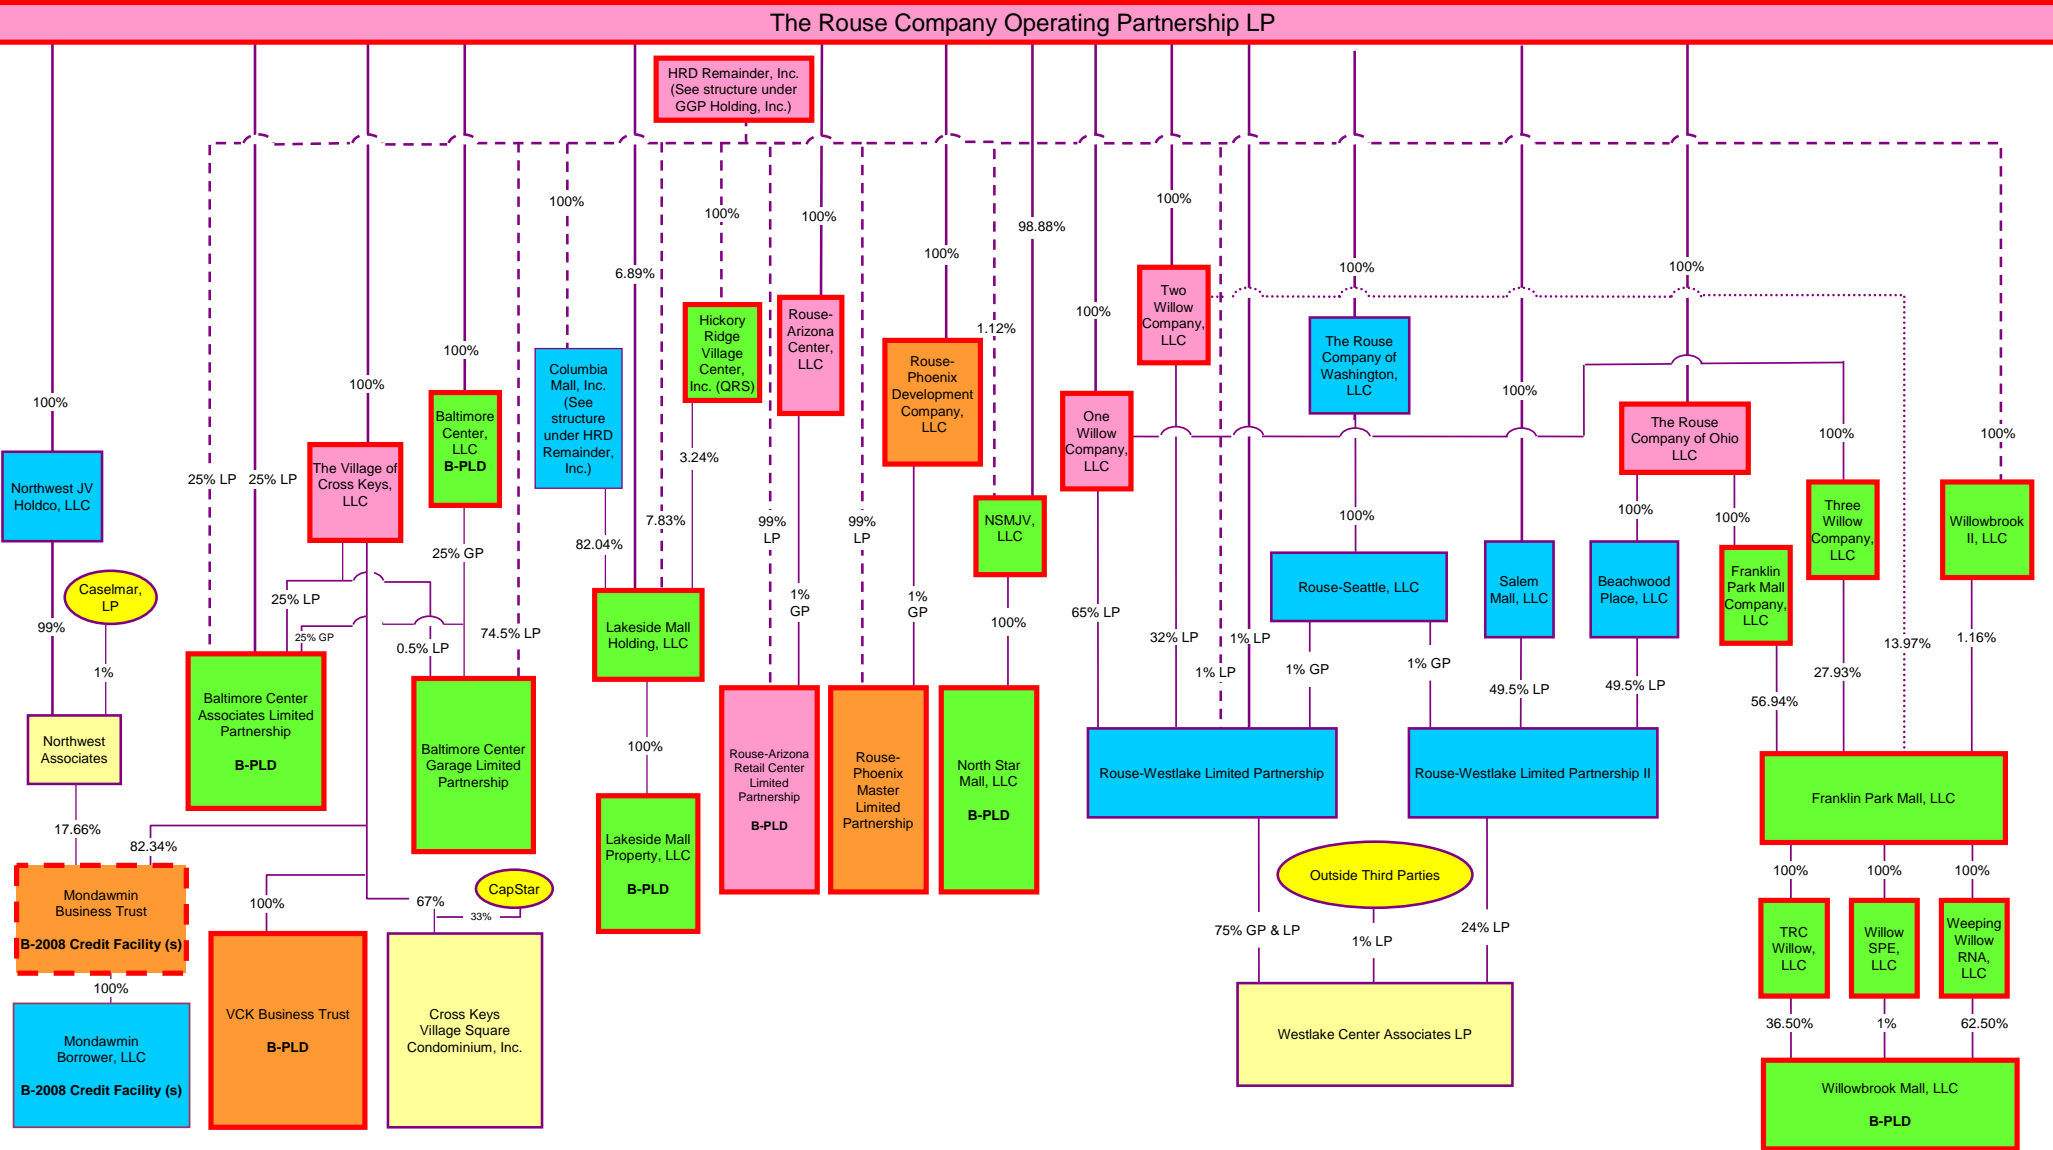 The Rouse Company Operating Partnership LP
HRD Remainder, Inc.
(See structure under
GGP Holding, Inc.)
100%
100%
100%
100%
100%
98.88%
100%
6.89%
100%
100%
Two
Willow
Company,
LLC
Hickory
Ridge
Village
Center,
Inc. (QRS)
Rouse-
Arizona
Center,
LLC
1.12%
100%
The Rouse
Company of
Washington,
LLC
100%
100%
Columbia
Mall, Inc.
(See
structure
under HRD
Remainder,
Inc.)
Rouse-
Phoenix
Development
Company,
LLC
100%
100%
Baltimore
Center,
LLC
B-PLD
One
Willow
Company,
LLC
The Rouse
Company of Ohio
LLC
100%
100%
3.24%
25% LP
25% LP
The Village of
Cross Keys,
LLC
Northwest JV
Holdco, LLC
7.83%
99%
LP
99%
LP
NSMJV,
LLC
100%
100%
100%
Three
Willow
Company,
LLC
Willowbrook
II, LLC
25% GP
82.04%
Caselmar,
LP
25% LP
1%
GP
1%
GP
65% LP
100%
Rouse-Seattle, LLC
Salem
Mall, LLC
Beachwood
Place, LLC
Franklin
Park Mall
Company,
LLC
99%
25% GP
0.5% LP
74.5% LP
Lakeside Mall
Holding, LLC
32% LP
1% LP
13.97%
1.16%
1%
1% LP
1% GP
1% GP
49.5% LP
49.5% LP
27.93%
56.94%
Baltimore Center
Associates Limited
Partnership
B-PLD
Northwest
Associates
Baltimore Center
Garage Limited
Partnership
100%
Rouse-Arizona
Retail Center
Limited
Partnership
B-PLD
Rouse-
Phoenix
Master
Limited
Partnership
North Star
Mall, LLC
B-PLD
Rouse-Westlake Limited Partnership
Rouse-Westlake Limited Partnership II
Franklin Park Mall, LLC
17.66%
82.34%
Lakeside Mall
Property, LLC
B-PLD
Outside Third Parties
100%
100%
100%
Mondawmin
Business Trust
B-2008 Credit Facility (s)
100%
67%
CapStar
33%
75% GP & LP
1% LP
24% LP
TRC
Willow,
LLC
Willow
SPE,
LLC
Weeping
Willow
RNA,
LLC
100%
Mondawmin
Borrower, LLC
B-2008 Credit Facility (s)
VCK Business Trust
B-PLD
Cross Keys
Village Square
Condominium, Inc.
Westlake Center Associates LP
36.50%
1%
62.50%
Willowbrook Mall, LLC
B-PLD